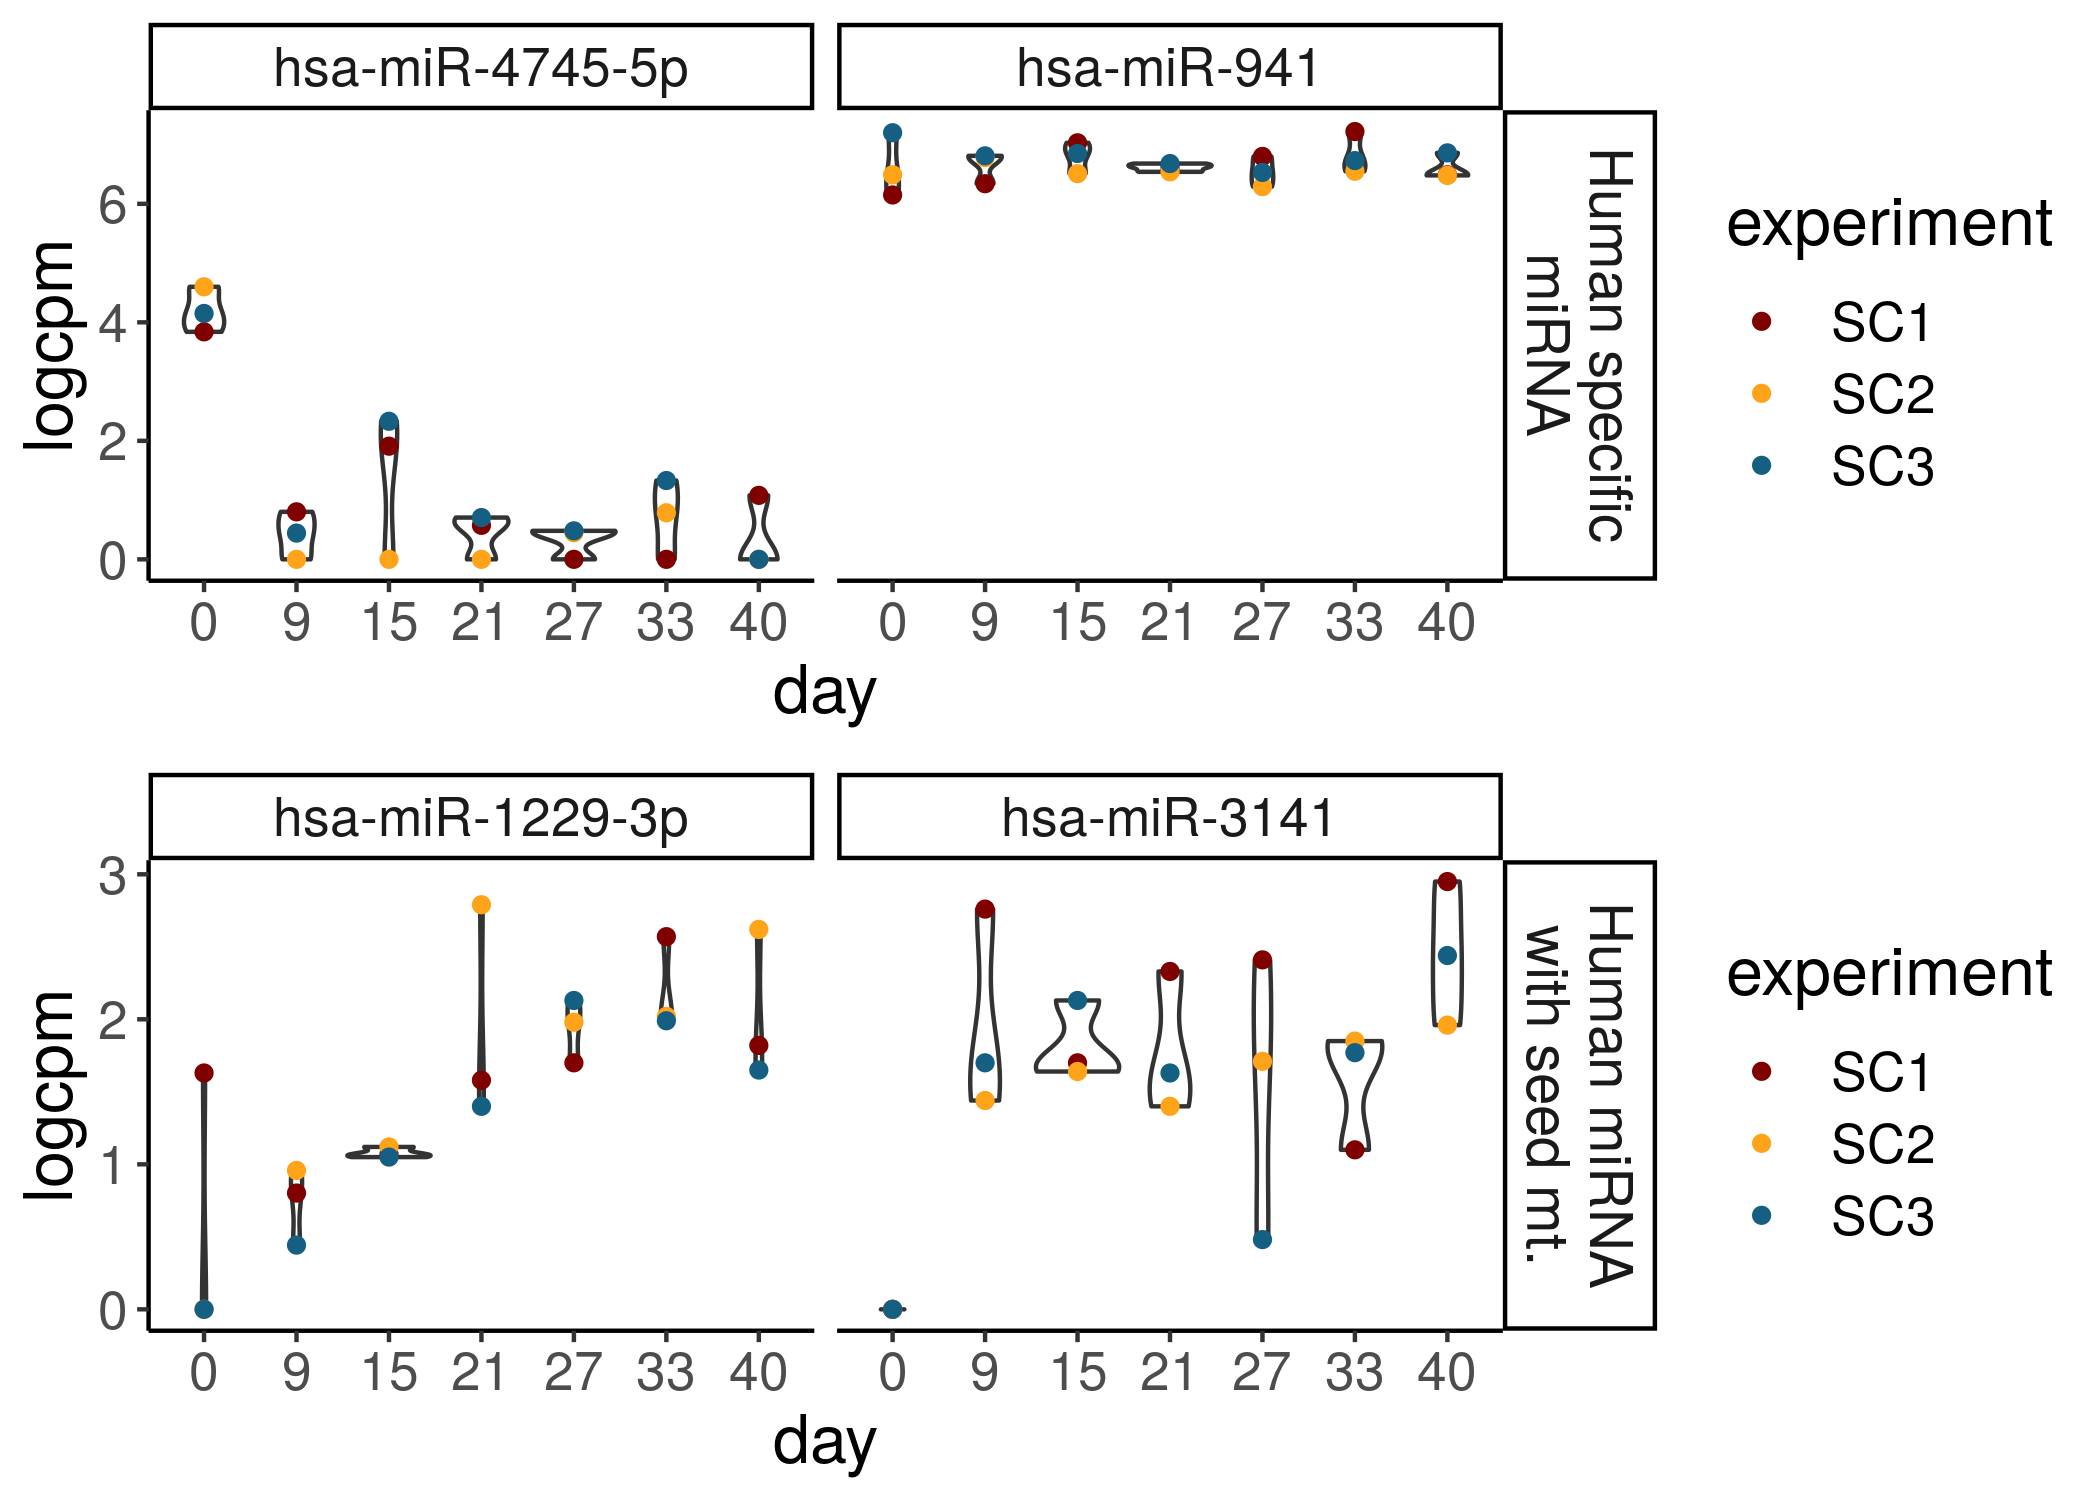 hsa-miR-4745-5p
hsa-miR-941
Human specific
miRNA
logcpm
6
4
2
0
0 9 15 21 27 33 40
0 9 15 21 27 33 40
day
experiment
SC1
SC2
SC3
hsa-miR-1229-3p
hsa-miR-3141
Human miRNA
with seed mt.
logcpm
3
2
1
0
0 9 15 21 27 33 40
0 9 15 21 27 33 40
day
experiment
SC1
SC2
SC3